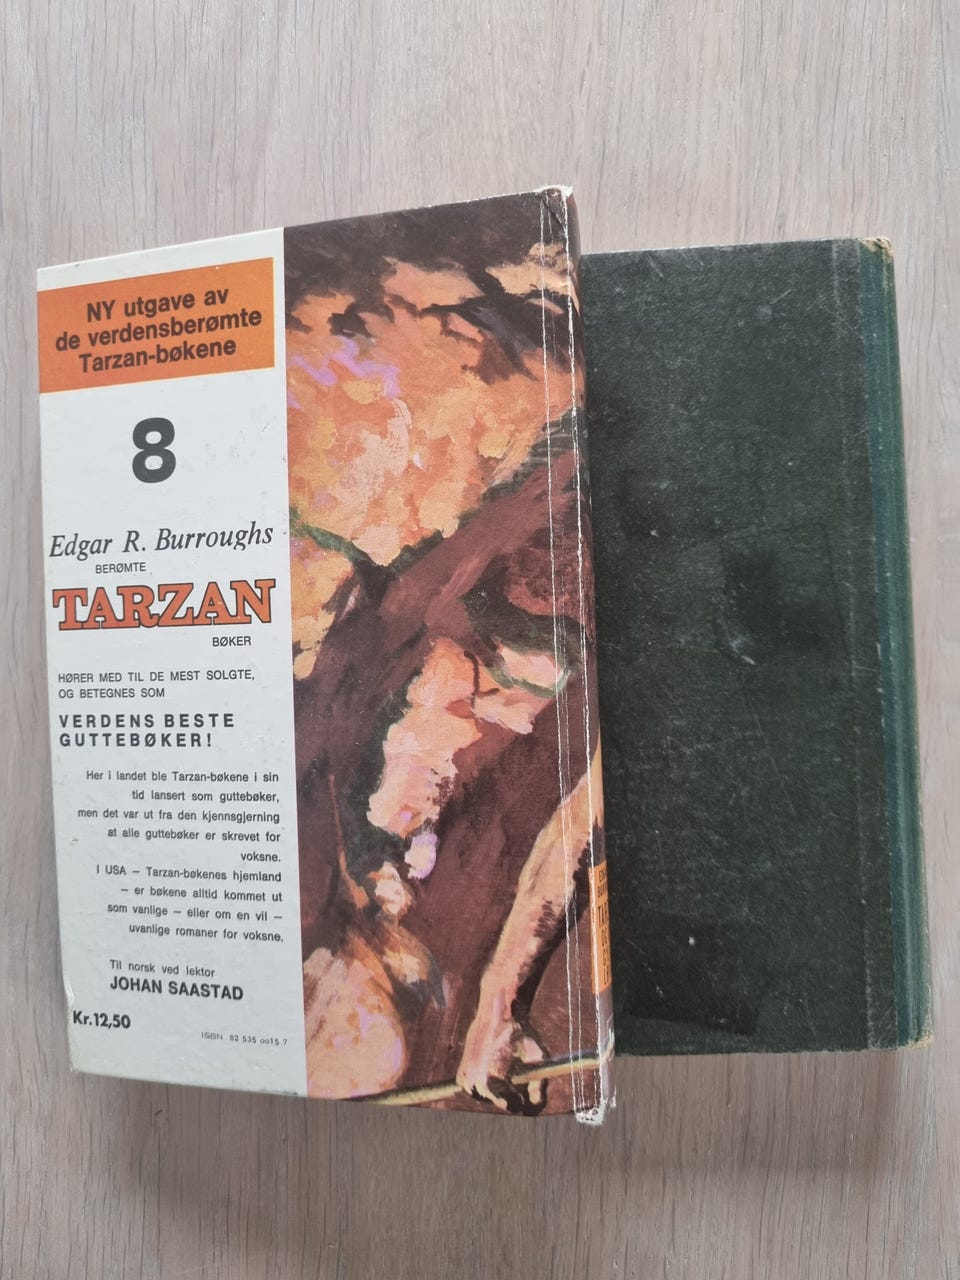 NY utgave av
de verdensberømte
Tarzan-bøkene
8
Edgar R. Burroughs
BERØMTE
TARZAN
BØKER
HØRER MED TIL DE MEST SOLGTE,
OG BETEGNES SOM
VERDENS BESTE
GUTTEBØKER!
Her i landet ble Tarzan-bøkene i sin
tid lansert som guttebøker,
men det var ut fra den kjennsgjerning
at alle guttebøker er skrevet for
voksne.
I USA – Tarzan-bøkenes hjemland
– er bøkene alltid kommet ut
som vanlige – eller om en vil –
uvanlige romaner for voksne.
Til norsk ved lektor
JOHAN SAASTAD
Kr.12,50
ISBN 82 535 0015 7